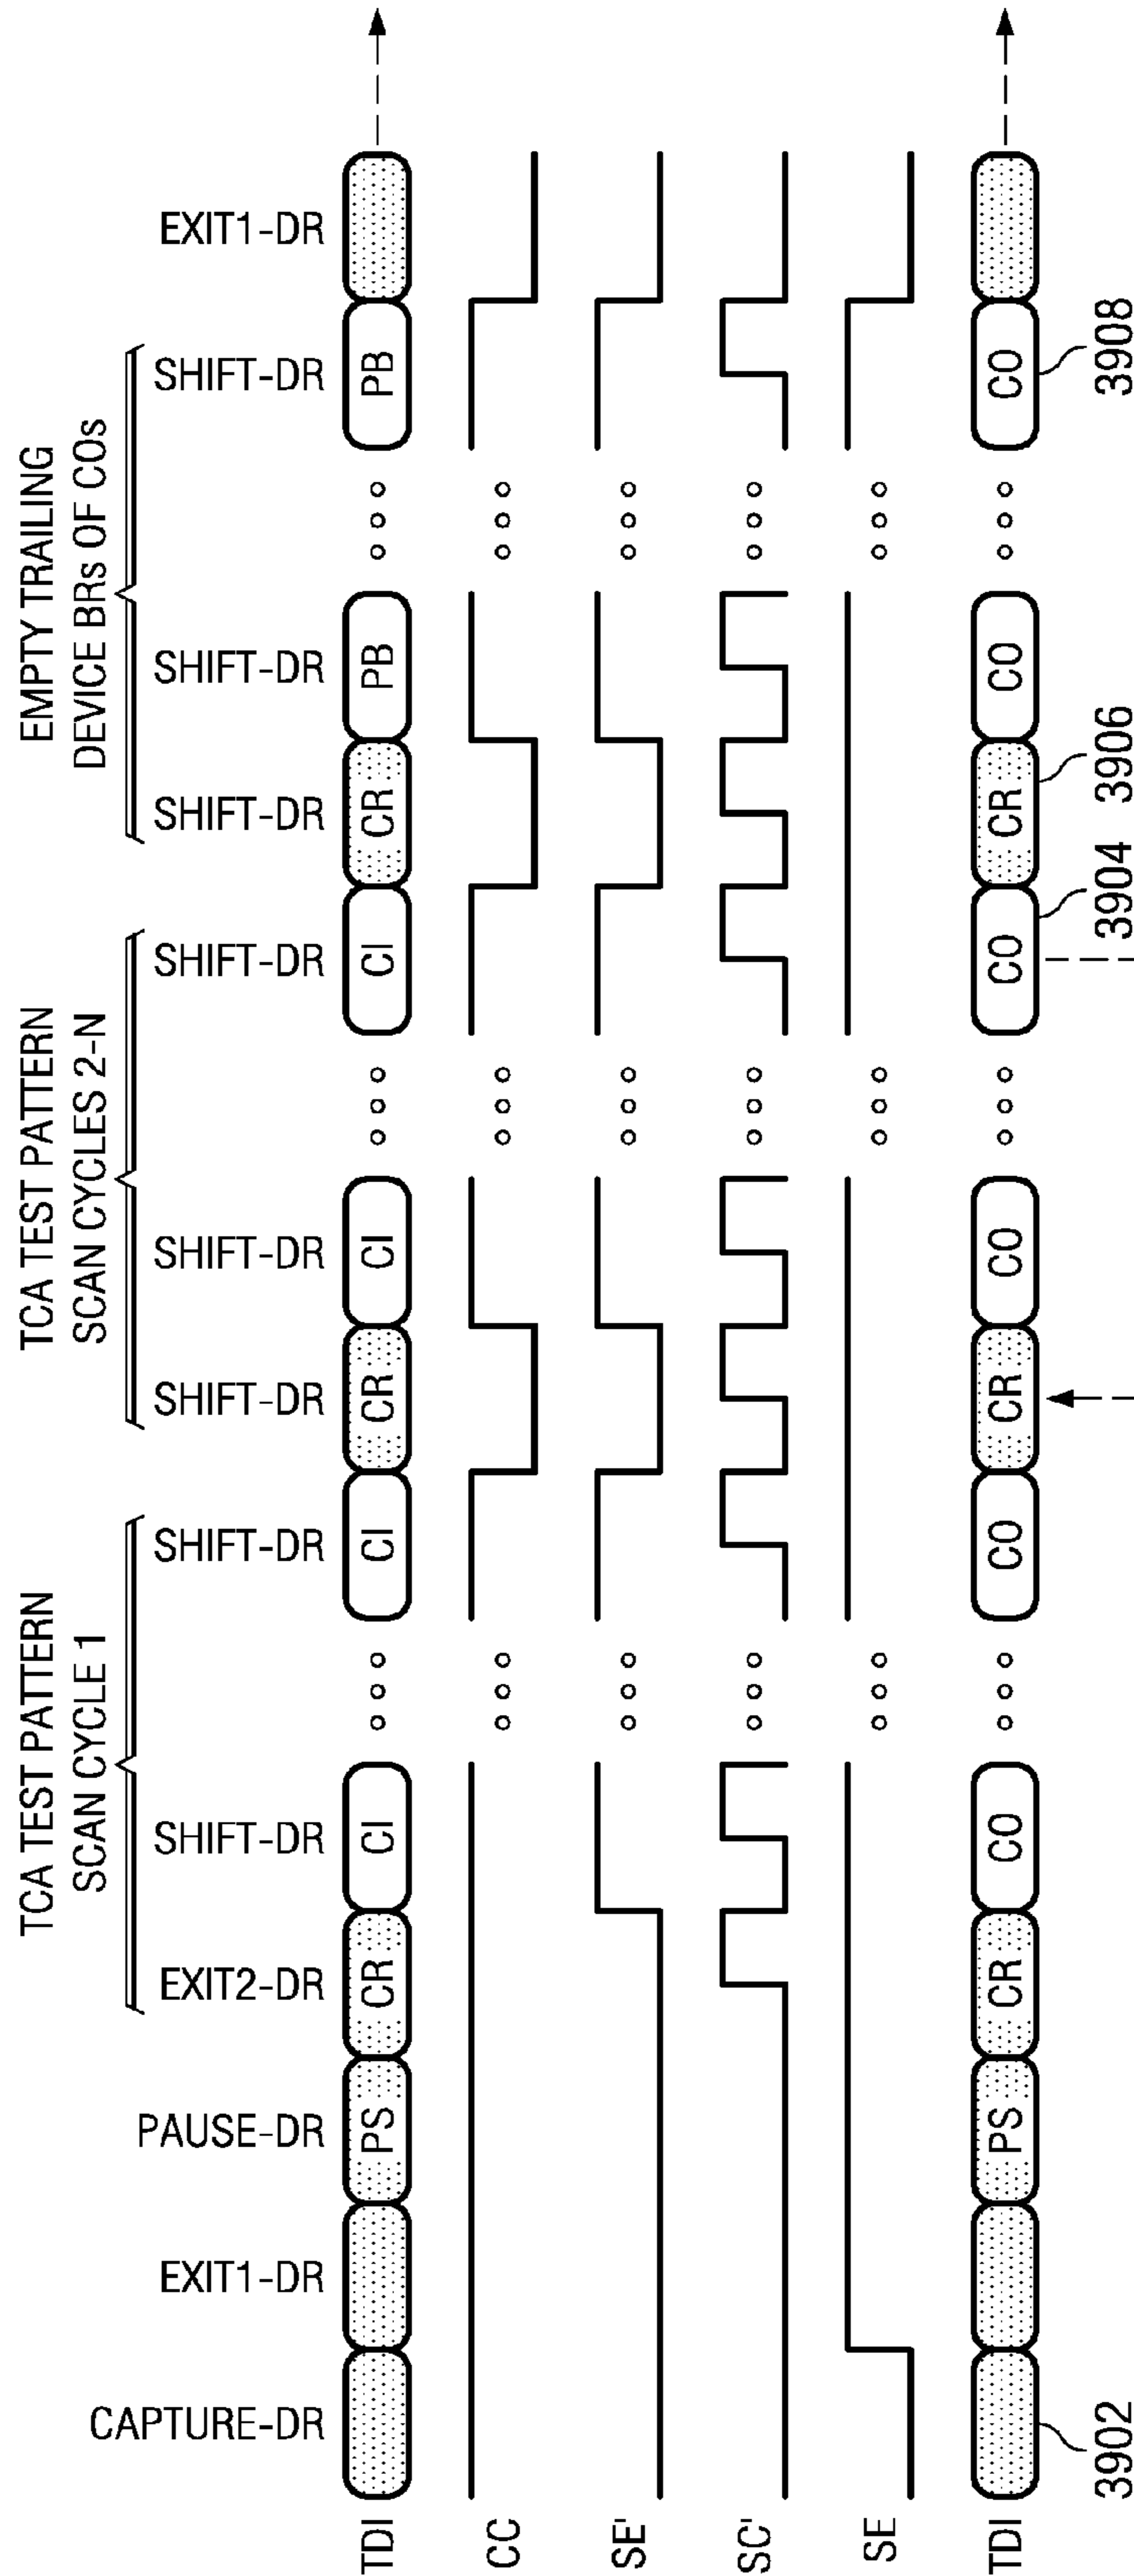 TCA TEST PATTERN
SCAN CYCLE 1
TCA TEST PATTERN
SCAN CYCLES 2-N
EMPTY TRAILING
DEVICE BRs OF COs
CAPTURE-DR
EXIT1-DR
PAUSE-DR
EXIT2-DR
SHIFT-DR
SHIFT-DR
SHIFT-DR
SHIFT-DR
SHIFT-DR
SHIFT-DR
SHIFT-DR
SHIFT-DR
EXIT1-DR
TDI PS CR CI CI CR CI CI CR PB PB
CC
SE'
SC'
SE
TDI PS CR CO CO CR CO CO CR CO CO
3902 3904 3906 3908